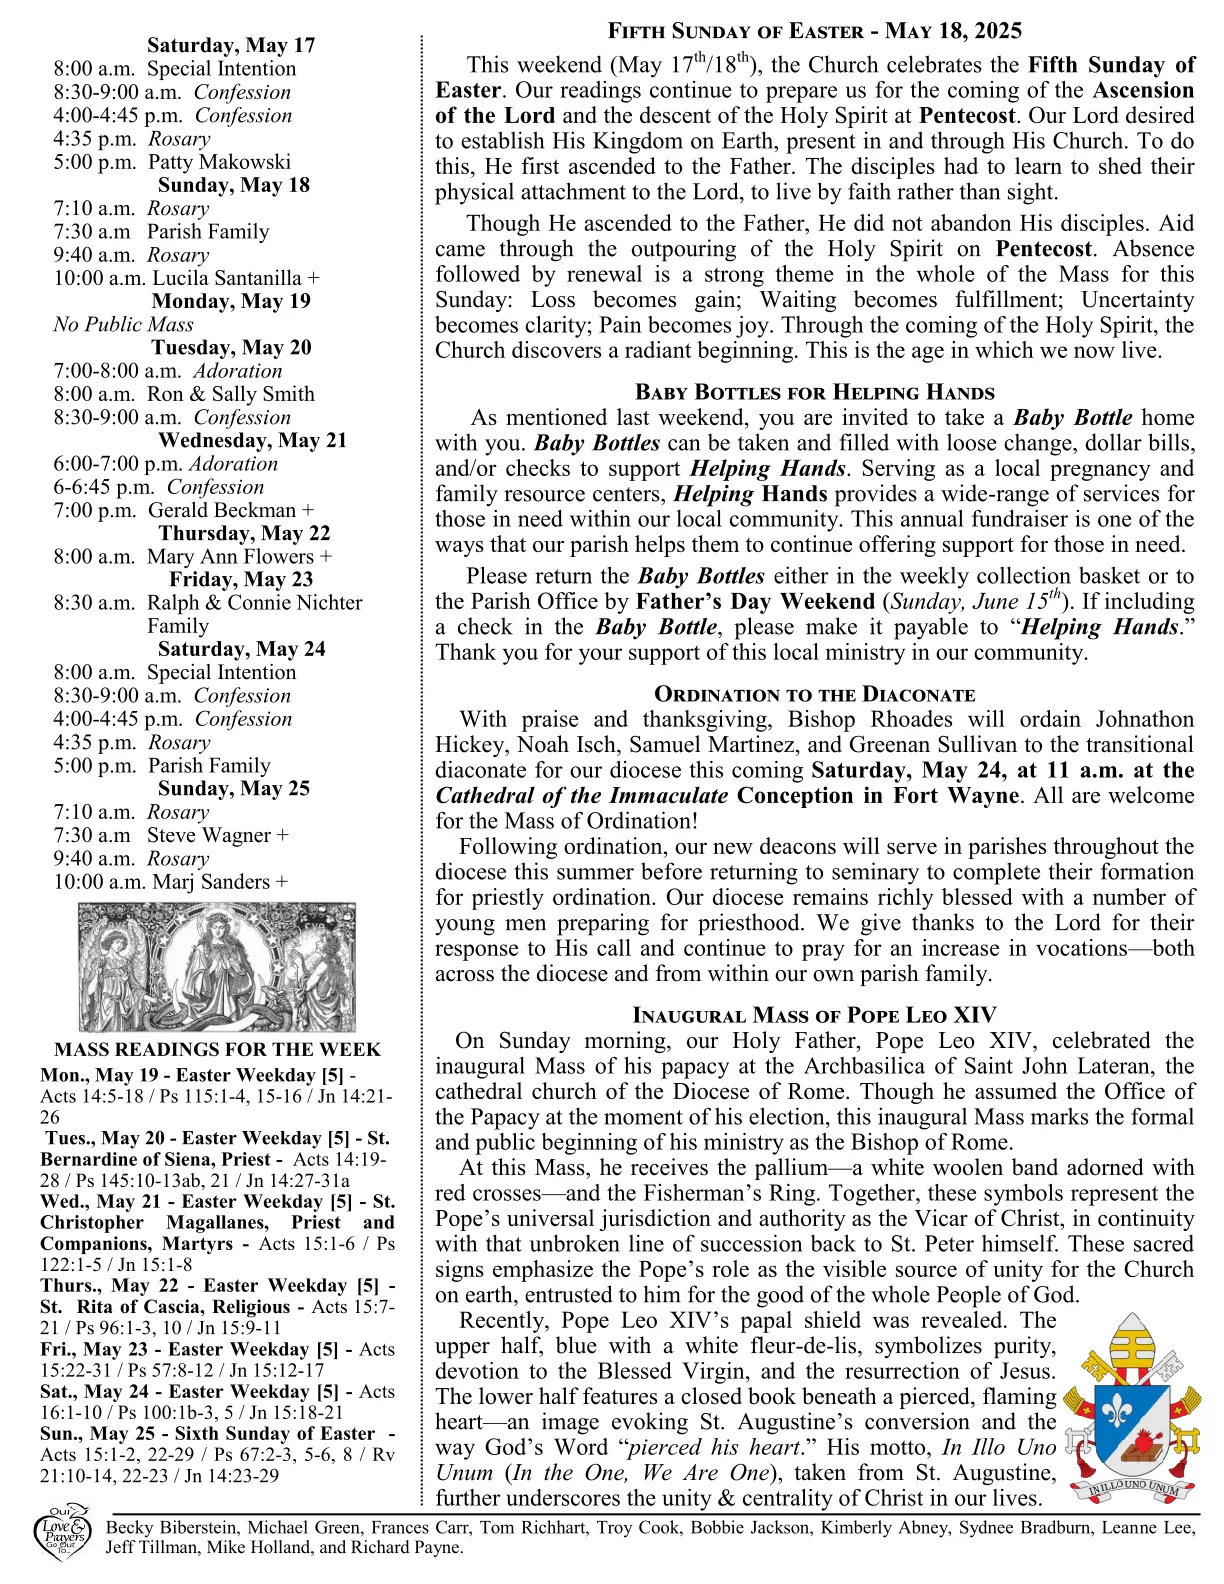 Saturday, May 17
8:00 a.m. Special Intention
8:30-9:00 a.m. Confession
4:00-4:45 p.m. Confession
4:35 p.m. Rosary
5:00 p.m. Patty Makowski
Sunday, May 18
7:10 a.m. Rosary
7:30 a.m Parish Family
9:40 a.m. Rosary
10:00 a.m. Lucila Santanilla +
Monday, May 19
No Public Mass
Tuesday, May 20
7:00-8:00 a.m. Adoration
8:00 a.m. Ron & Sally Smith
8:30-9:00 a.m. Confession
Wednesday, May 21
6:00-7:00 p.m. Adoration
6-6:45 p.m. Confession
7:00 p.m. Gerald Beckman +
Thursday, May 22
8:00 a.m. Mary Ann Flowers +
Friday, May 23
8:30 a.m. Ralph & Connie Nichter
Family
Saturday, May 24
8:00 a.m. Special Intention
8:30-9:00 a.m. Confession
4:00-4:45 p.m. Confession
4:35 p.m. Rosary
5:00 p.m. Parish Family
Sunday, May 25
7:10 a.m. Rosary
7:30 a.m Steve Wagner +
9:40 a.m. Rosary
10:00 a.m. Marj Sanders +
MASS READINGS FOR THE WEEK
Mon., May 19 - Easter Weekday [5] -
Acts 14:5-18 / Ps 115:1-4, 15-16 / Jn 14:21-
26
Tues., May 20 - Easter Weekday [5] - St.
Bernardine of Siena, Priest - Acts 14:19-
28 / Ps 145:10-13ab, 21 / Jn 14:27-31a
Wed., May 21 - Easter Weekday [5] - St.
Christopher Magallanes, Priest and
Companions, Martyrs - Acts 15:1-6 / Ps
122:1-5 / Jn 15:1-8
Thurs., May 22 - Easter Weekday [5] -
St. Rita of Cascia, Religious - Acts 15:7-
21 / Ps 96:1-3, 10 / Jn 15:9-11
Fri., May 23 - Easter Weekday [5] - Acts
15:22-31 / Ps 57:8-12 / Jn 15:12-17
Sat., May 24 - Easter Weekday [5] - Acts
16:1-10 / Ps 100:1b-3, 5 / Jn 15:18-21
Sun., May 25 - Sixth Sunday of Easter -
Acts 15:1-2, 22-29 / Ps 67:2-3, 5-6, 8 / Rv
21:10-14, 22-23 / Jn 14:23-29
FIFTH SUNDAY OF EASTER - MAY 18, 2025
This weekend (May 17th/18th), the Church celebrates the Fifth Sunday of
Easter. Our readings continue to prepare us for the coming of the Ascension
of the Lord and the descent of the Holy Spirit at Pentecost. Our Lord desired
to establish His Kingdom on Earth, present in and through His Church. To do
this, He first ascended to the Father. The disciples had to learn to shed their
physical attachment to the Lord, to live by faith rather than sight.
Though He ascended to the Father, He did not abandon His disciples. Aid
came through the outpouring of the Holy Spirit on Pentecost. Absence
followed by renewal is a strong theme in the whole of the Mass for this
Sunday: Loss becomes gain; Waiting becomes fulfillment; Uncertainty
becomes clarity; Pain becomes joy. Through the coming of the Holy Spirit, the
Church discovers a radiant beginning. This is the age in which we now live.
BABY BOTTLES FOR HELPING HANDS
As mentioned last weekend, you are invited to take a Baby Bottle home
with you. Baby Bottles can be taken and filled with loose change, dollar bills,
and/or checks to support Helping Hands. Serving as a local pregnancy and
family resource centers, Helping Hands provides a wide-range of services for
those in need within our local community. This annual fundraiser is one of the
ways that our parish helps them to continue offering support for those in need.
Please return the Baby Bottles either in the weekly collection basket or to
the Parish Office by Father’s Day Weekend (Sunday, June 15th). If including
a check in the Baby Bottle, please make it payable to “Helping Hands.”
Thank you for your support of this local ministry in our community.
ORDINATION TO THE DIACONATE
With praise and thanksgiving, Bishop Rhoades will ordain Johnathon
Hickey, Noah Isch, Samuel Martinez, and Greenan Sullivan to the transitional
diaconate for our diocese this coming Saturday, May 24, at 11 a.m. at the
Cathedral of the Immaculate Conception in Fort Wayne. All are welcome
for the Mass of Ordination!
Following ordination, our new deacons will serve in parishes throughout the
diocese this summer before returning to seminary to complete their formation
for priestly ordination. Our diocese remains richly blessed with a number of
young men preparing for priesthood. We give thanks to the Lord for their
response to His call and continue to pray for an increase in vocations—both
across the diocese and from within our own parish family.
INAUGURAL MASS OF POPE LEO XIV
On Sunday morning, our Holy Father, Pope Leo XIV, celebrated the
inaugural Mass of his papacy at the Archbasilica of Saint John Lateran, the
cathedral church of the Diocese of Rome. Though he assumed the Office of
the Papacy at the moment of his election, this inaugural Mass marks the formal
and public beginning of his ministry as the Bishop of Rome.
At this Mass, he receives the pallium—a white woolen band adorned with
red crosses—and the Fisherman’s Ring. Together, these symbols represent the
Pope’s universal jurisdiction and authority as the Vicar of Christ, in continuity
with that unbroken line of succession back to St. Peter himself. These sacred
signs emphasize the Pope’s role as the visible source of unity for the Church
on earth, entrusted to him for the good of the whole People of God.
Recently, Pope Leo XIV’s papal shield was revealed. The
upper half, blue with a white fleur-de-lis, symbolizes purity,
devotion to the Blessed Virgin, and the resurrection of Jesus.
The lower half features a closed book beneath a pierced, flaming
heart—an image evoking St. Augustine’s conversion and the
way God’s Word “pierced his heart.” His motto, In Illo Uno
Unum (In the One, We Are One), taken from St. Augustine,
further underscores the unity & centrality of Christ in our lives.
IN ILLO UNO UNUM
Our
Love &
Prayers
Go Out
To...
Becky Biberstein, Michael Green, Frances Carr, Tom Richhart, Troy Cook, Bobbie Jackson, Kimberly Abney, Sydnee Bradburn, Leanne Lee,
Jeff Tillman, Mike Holland, and Richard Payne.